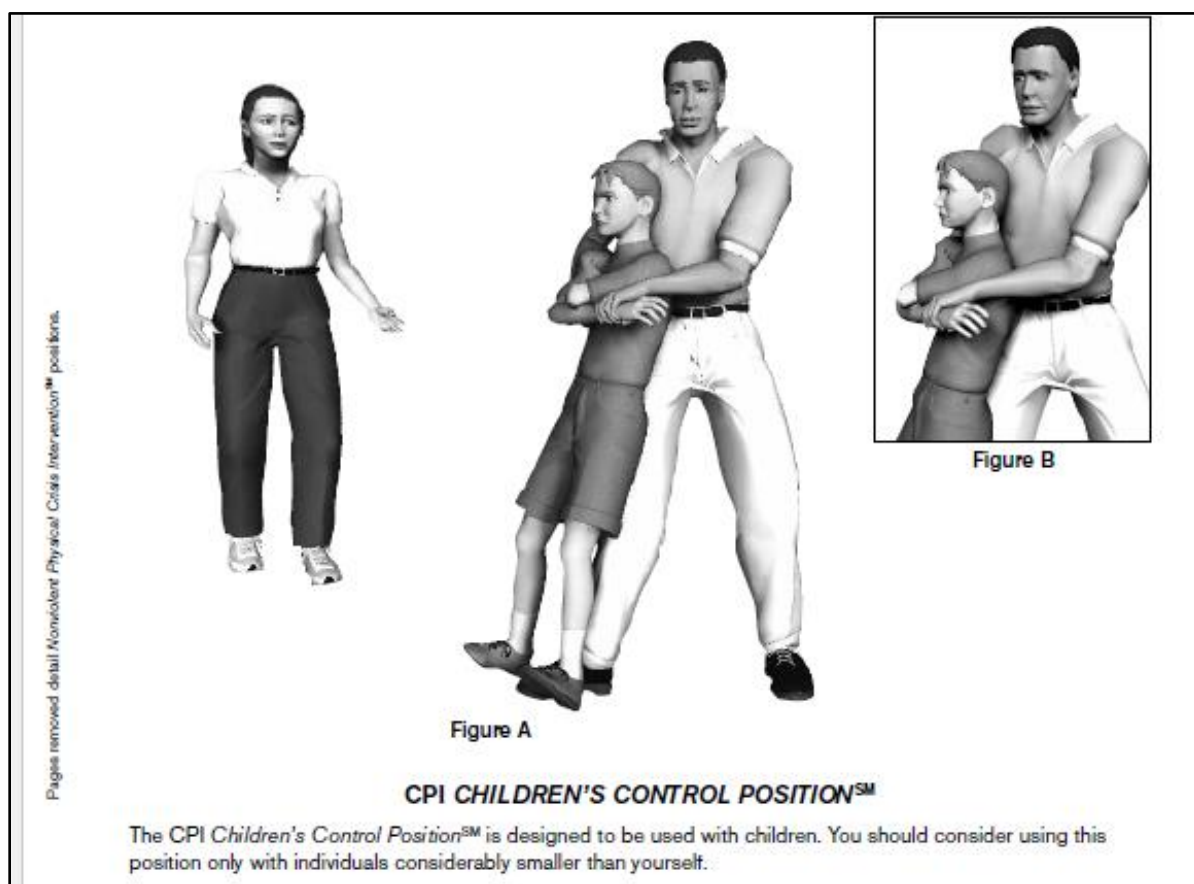 Pages removed detail Nonviolent Physical Crisis Intervention℠ positions.
Figure B
Figure A
CPI CHILDREN'S CONTROL POSITION℠
The CPI Children's Control Position℠ is designed to be used with children. You should consider using this
position only with individuals considerably smaller than yourself.